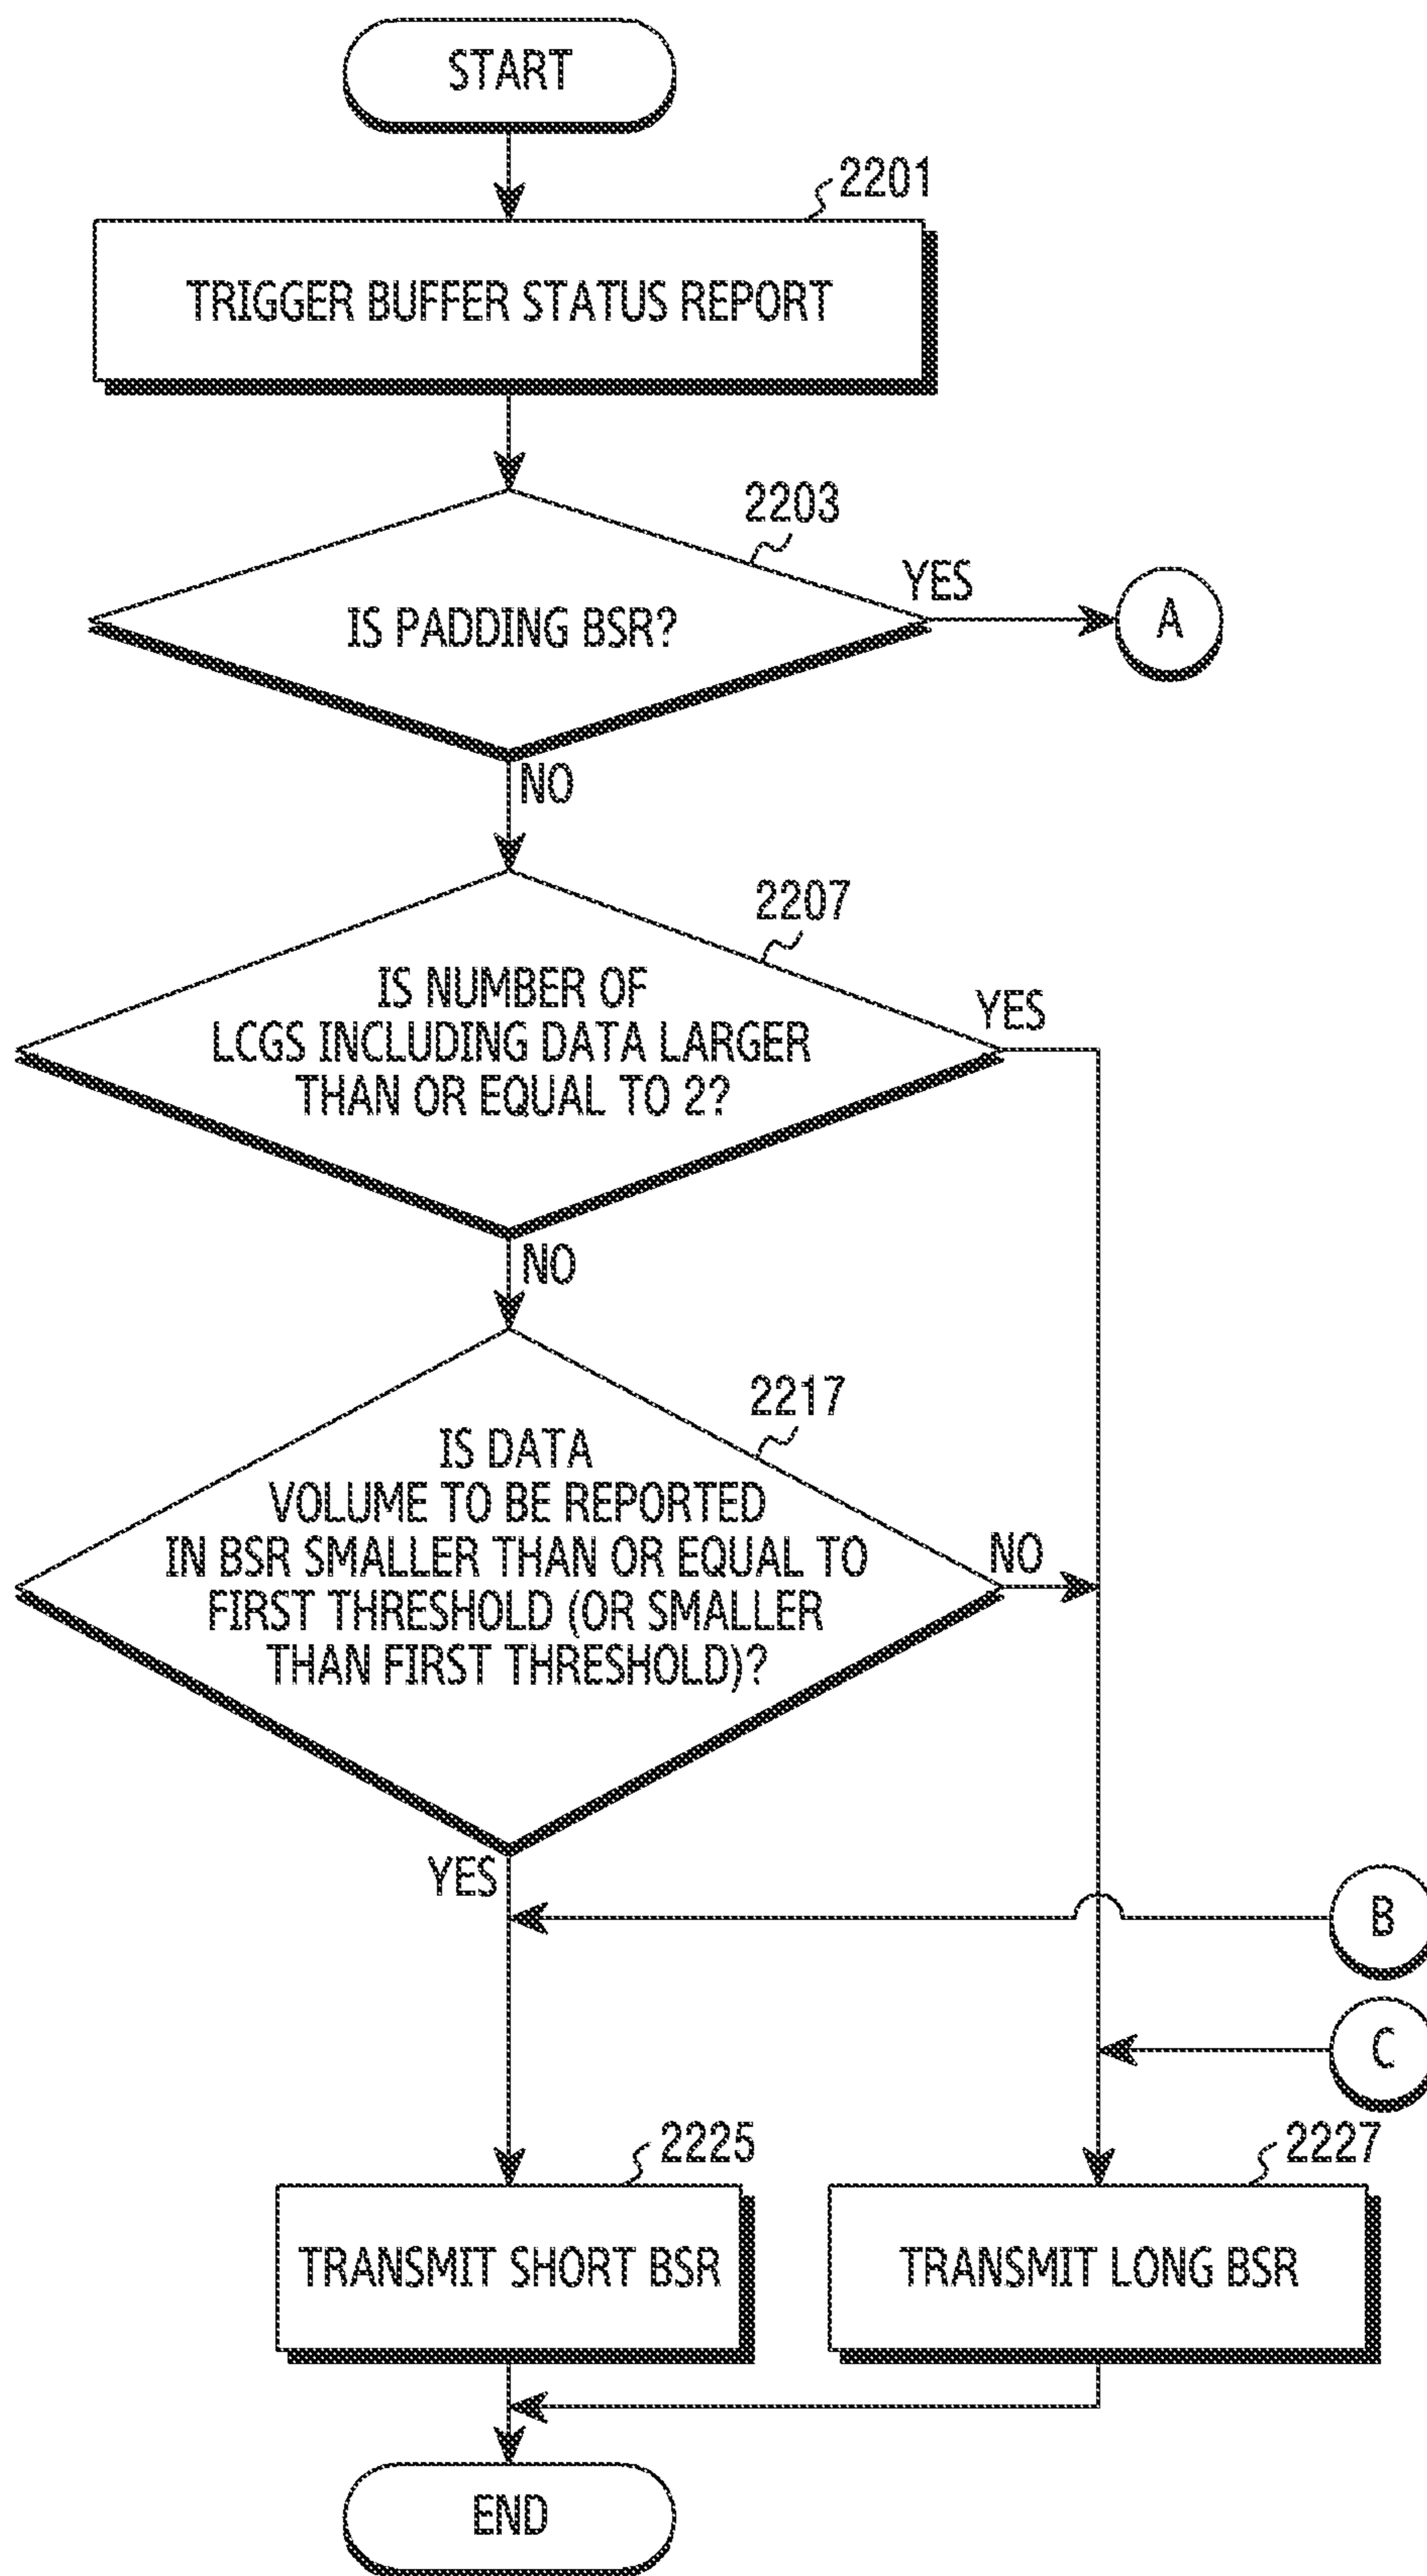 START
2201
TRIGGER BUFFER STATUS REPORT
2203
IS PADDING BSR?
YES
A
NO
2207
IS NUMBER OF
LCGS INCLUDING DATA LARGER
THAN OR EQUAL TO 2?
YES
NO
2217
IS DATA
VOLUME TO BE REPORTED
IN BSR SMALLER THAN OR EQUAL TO
FIRST THRESHOLD (OR SMALLER
THAN FIRST THRESHOLD)?
NO
YES
B
C
2225
2227
TRANSMIT SHORT BSR
TRANSMIT LONG BSR
END